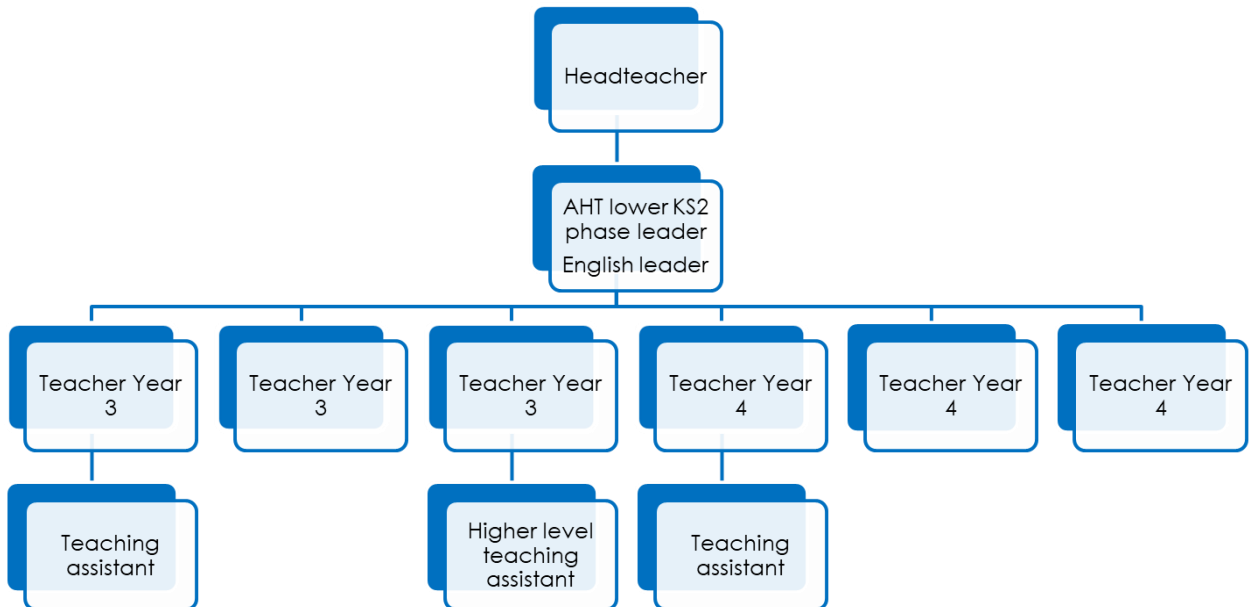 Headteacher
AHT lower KS2
phase leader
English leader
Teacher Year
3
Teacher Year
3
Teacher Year
3
Teacher Year
4
Teacher Year
4
Teacher Year
4
Teaching
assistant
Higher level
teaching
assistant
Teaching
assistant